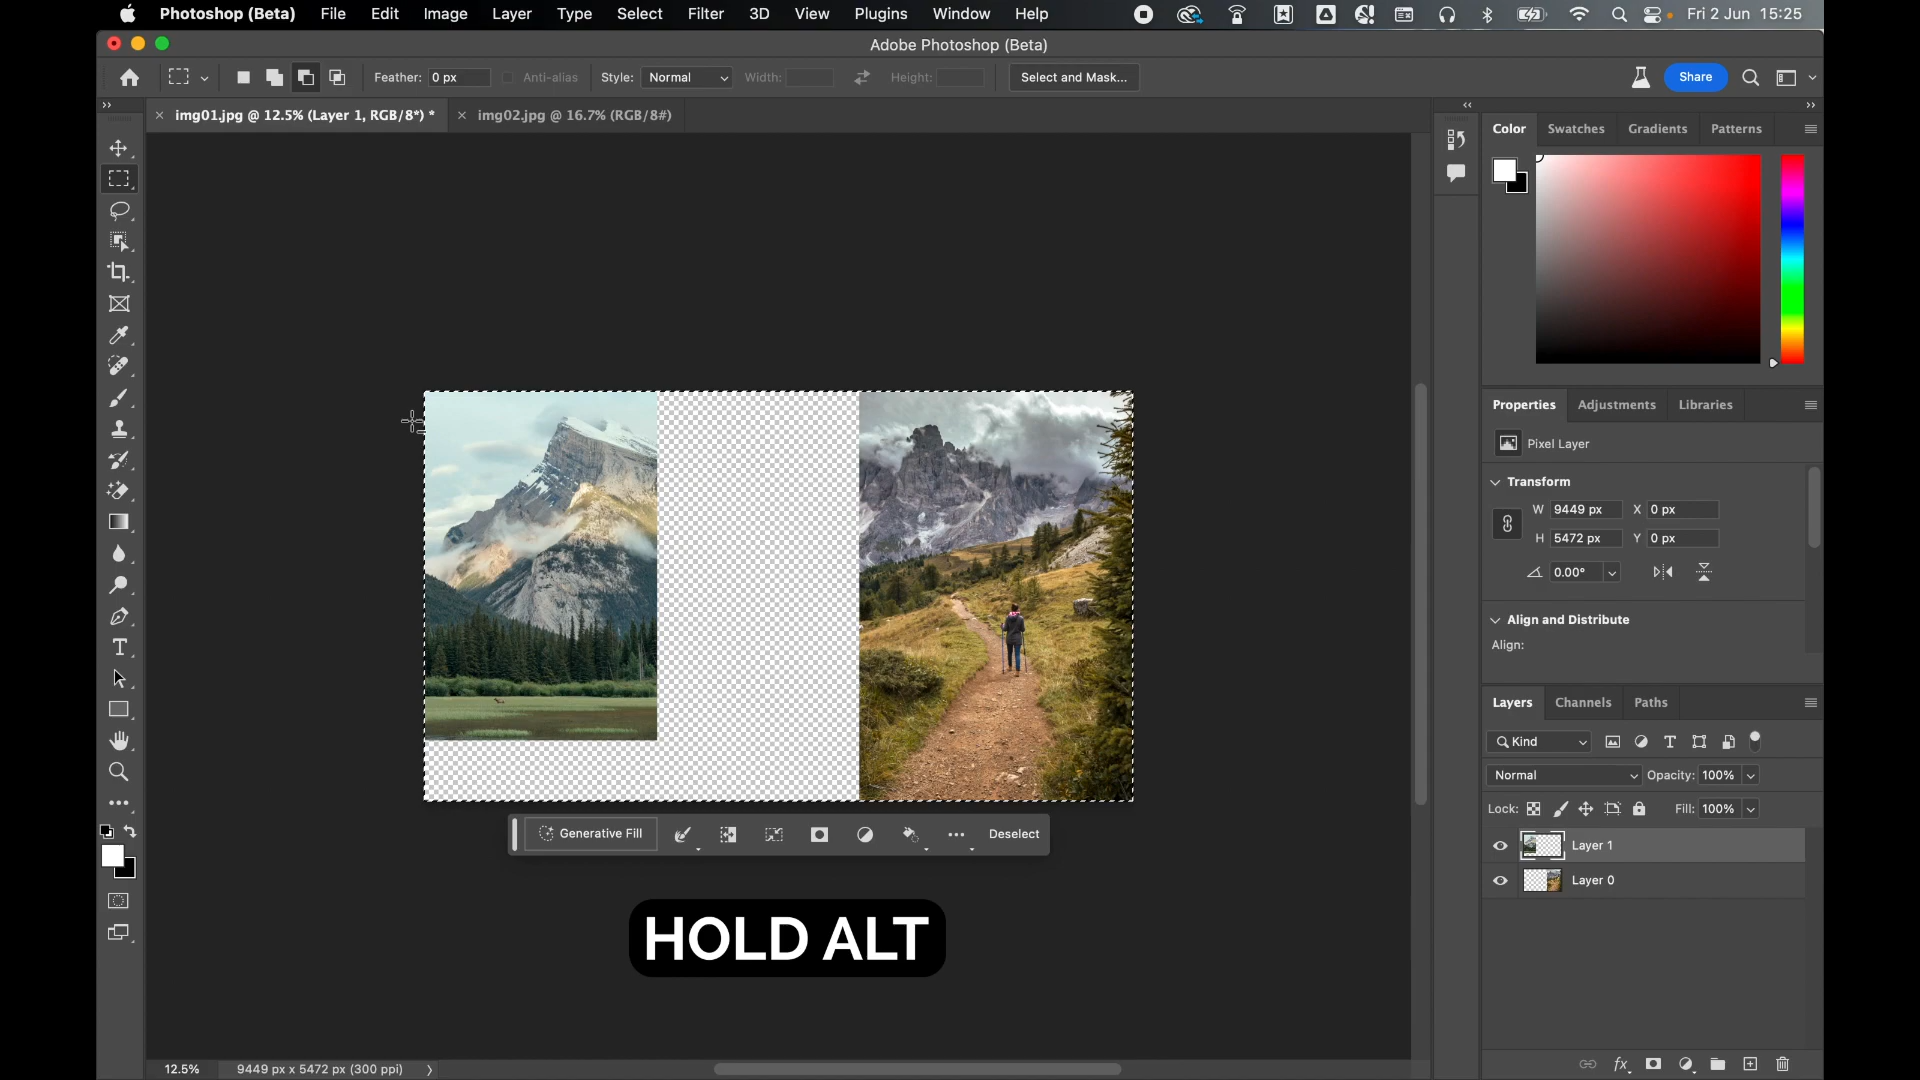 Photoshop (Beta) File Edit Image Layer Type Select Filter 3D View Plugins Window Help Fri 2 Jun 15:25
Adobe Photoshop (Beta)
Feather: 0 px Anti-alias Style: Normal Width: Height: Select and Mask... Share
img01.jpg @ 12.5% (Layer 1, RGB/8*) * img02.jpg @ 16.7% (RGB/8#)
Color Swatches Gradients Patterns
Properties Adjustments Libraries
Pixel Layer
Transform
W 9449 px X 0 px
H 5472 px Y 0 px
0.00°
Align and Distribute
Align:
Layers Channels Paths
Kind
Normal Opacity: 100%
Lock: Fill: 100%
Layer 1
Layer 0
Generative Fill Deselect
HOLD ALT
12.5% 9449 px x 5472 px (300 ppi)